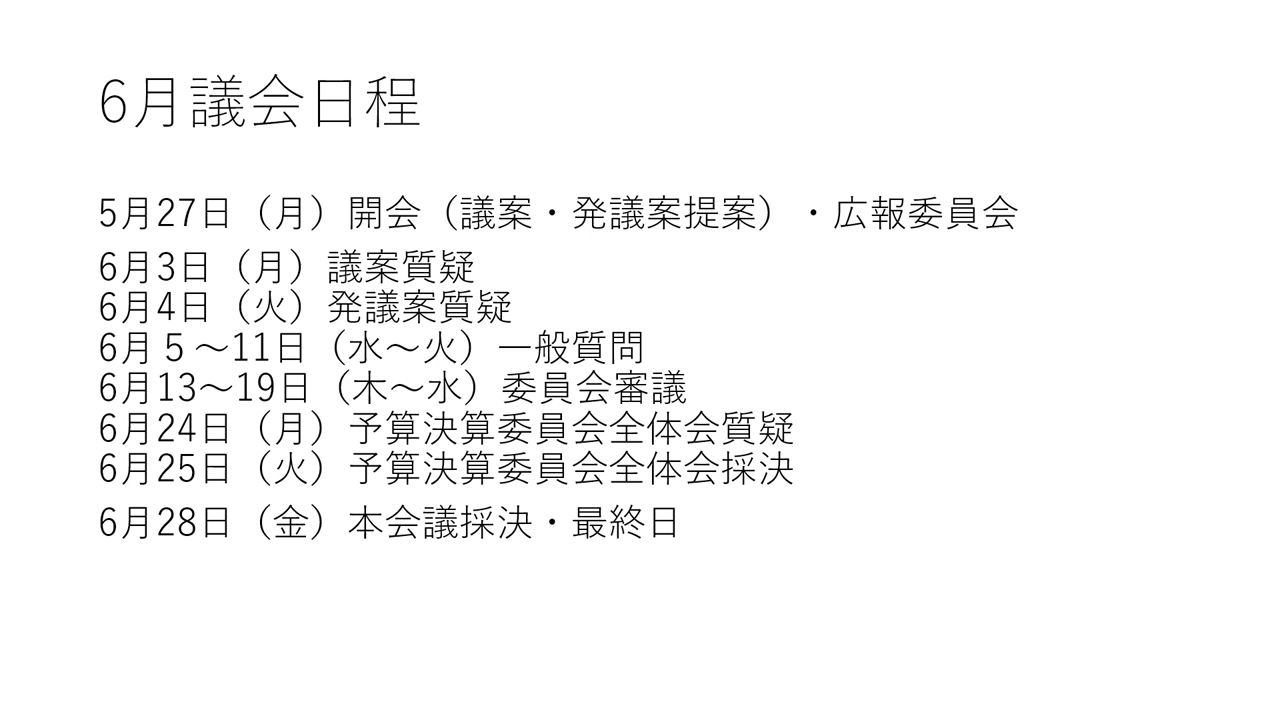 6月議会日程
5月27日（月）開会（議案・発議案提案）・広報委員会
6月3日（月）議案質疑
6月4日（火）発議案質疑
6月５～11日（水～火）一般質問
6月13～19日（木～水）委員会審議
6月24日（月）予算決算委員会全体会質疑
6月25日（火）予算決算委員会全体会採決
6月28日（金）本会議採決・最終日